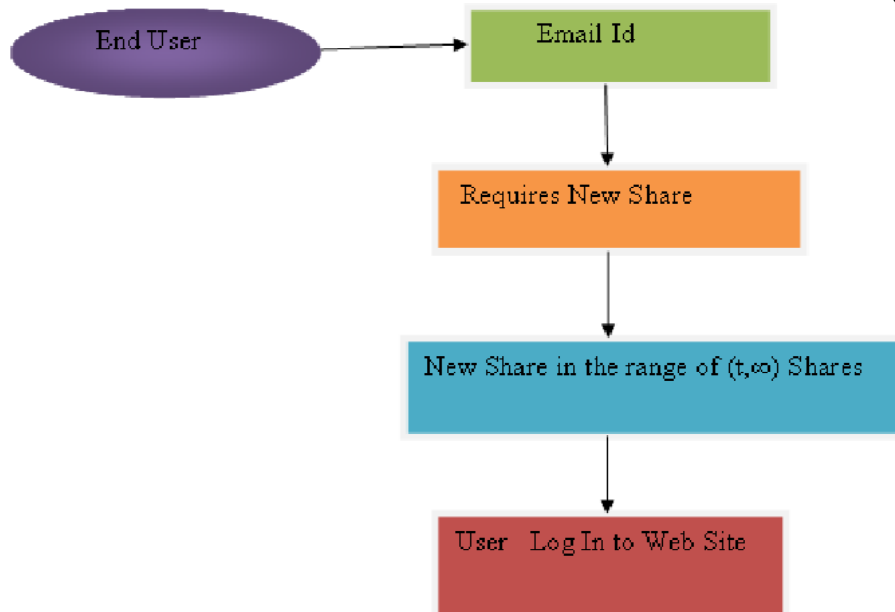 End User
Email Id
Requires New Share
New Share in the range of (t,∞) Shares
User Log In to Web Site